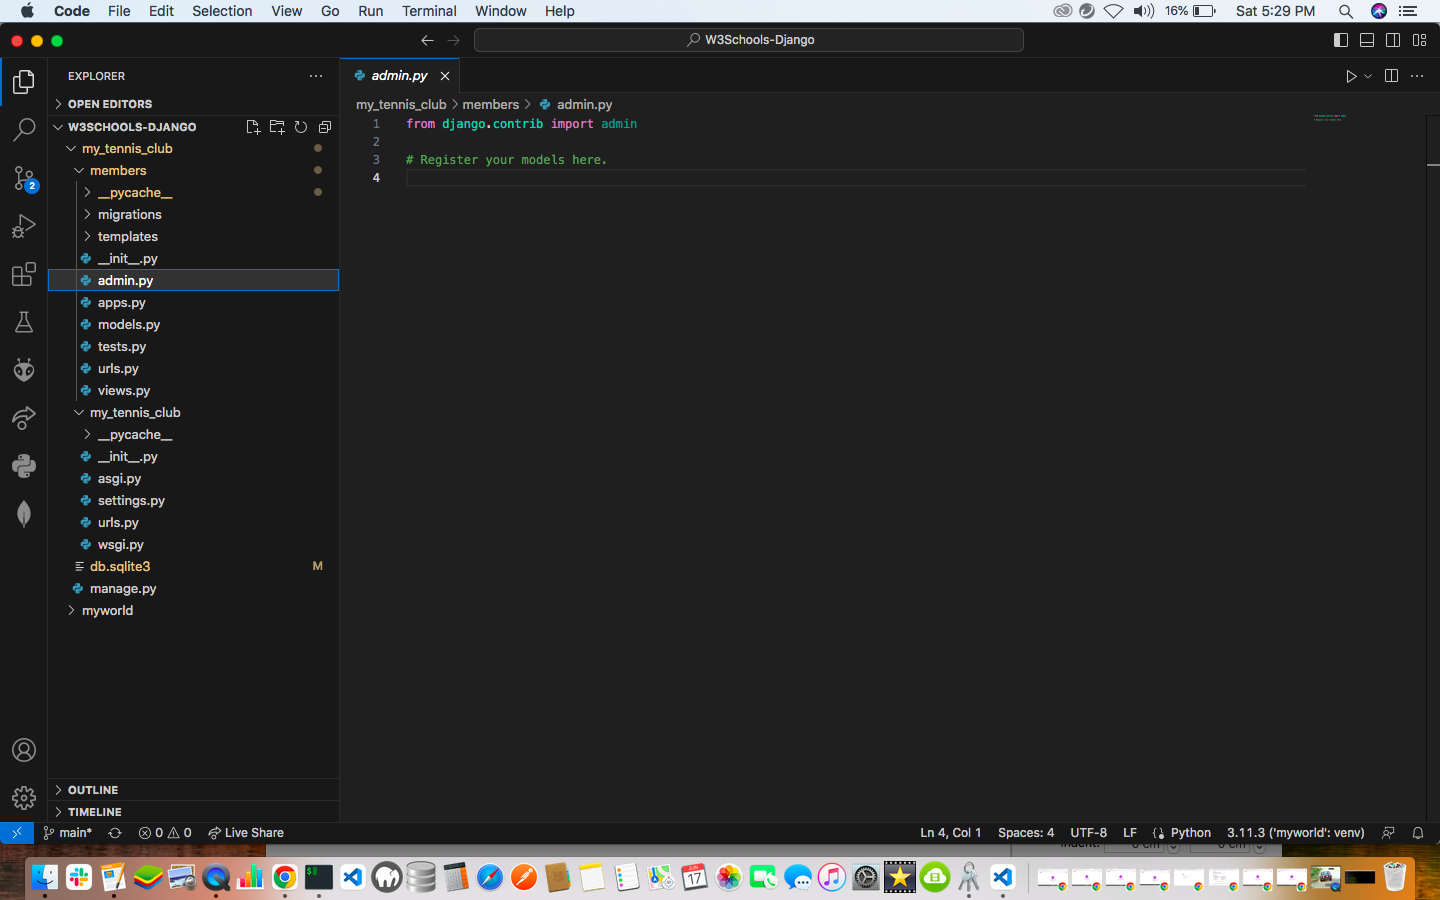 Code File Edit Selection View Go Run Terminal Window Help 16% Sat 5:29 PM
W3Schools-Django
EXPLORER
admin.py
OPEN EDITORS
W3SCHOOLS-DJANGO
my_tennis_club
members
__pycache__
migrations
templates
__init__.py
admin.py
apps.py
models.py
tests.py
urls.py
views.py
my_tennis_club
__pycache__
__init__.py
asgi.py
settings.py
urls.py
wsgi.py
db.sqlite3 M
manage.py
myworld
OUTLINE
TIMELINE
2
my_tennis_club > members > admin.py
1 from django.contrib import admin
2
3 # Register your models here.
4
main* 0 0 Live Share Ln 4, Col 1 Spaces: 4 UTF-8 LF Python 3.11.3 ('myworld': venv)
JUN
17